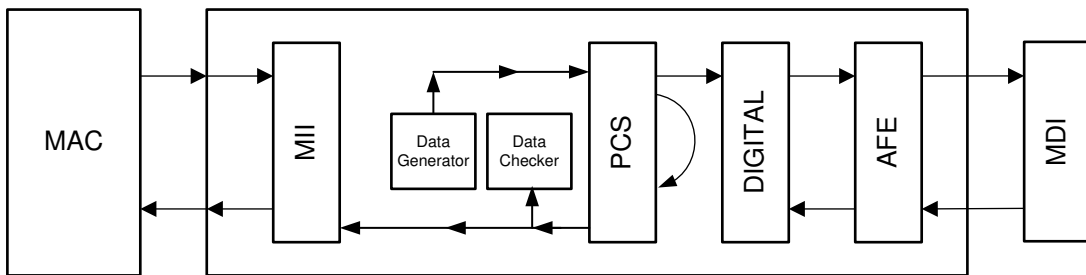 MAC
MII
Data
Generator
Data
Checker
PCS
DIGITAL
AFE
MDI